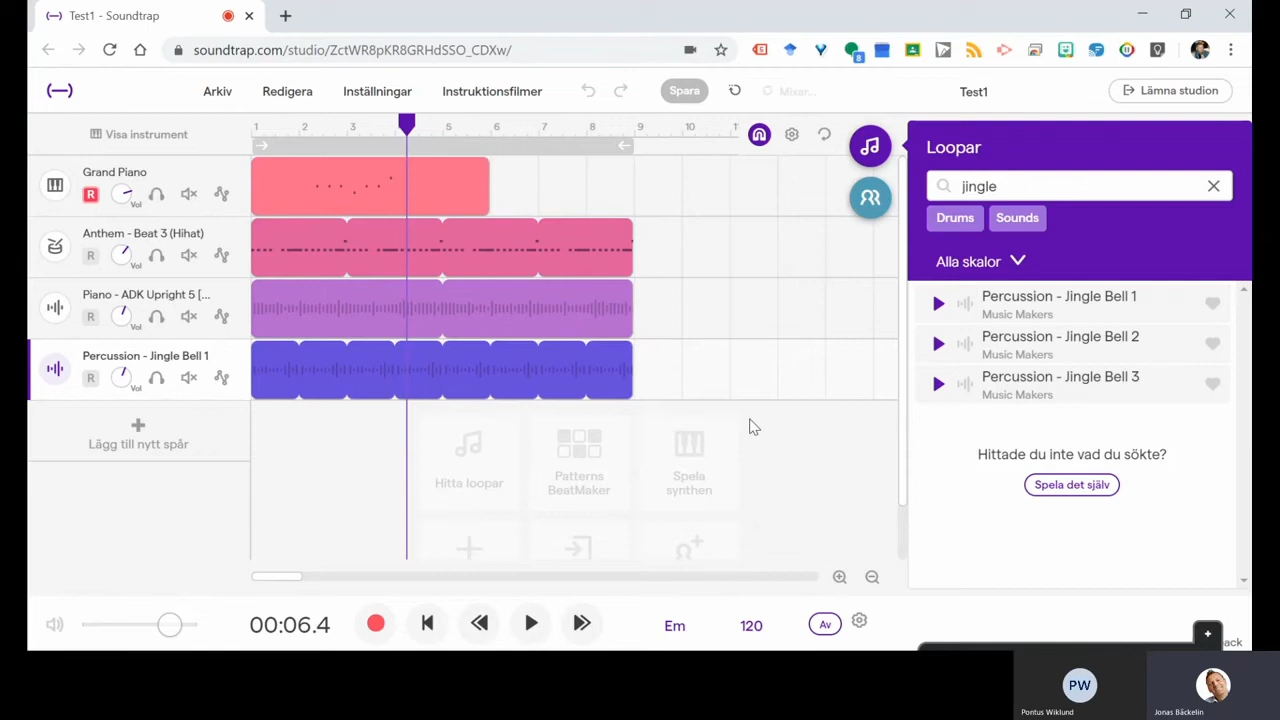 Test1 - Soundtrap
soundtrap.com/studio/ZctWR8pKR8GRHdSSO_CDXw/
8
Arkiv Redigera Inställningar Instruktionsfilmer Spara Mixar... Test1 Lämna studion
Visa instrument
1 2 3 5 6 7 8 9 10 11
Grand Piano
R Vol
Anthem - Beat 3 (Hihat)
R Vol
Piano - ADK Upright 5 [...
R Vol
Percussion - Jingle Bell 1
R Vol
Lägg till nytt spår
Hitta loopar
Patterns
BeatMaker
Spela
synthen
Loopar
jingle
Drums Sounds
Alla skalor
Percussion - Jingle Bell 1
Music Makers
Percussion - Jingle Bell 2
Music Makers
Percussion - Jingle Bell 3
Music Makers
Hittade du inte vad du sökte?
Spela det själv
00:06.4 Em 120 Av
PW
Pontus Wiklund
Jonas Bäckelin